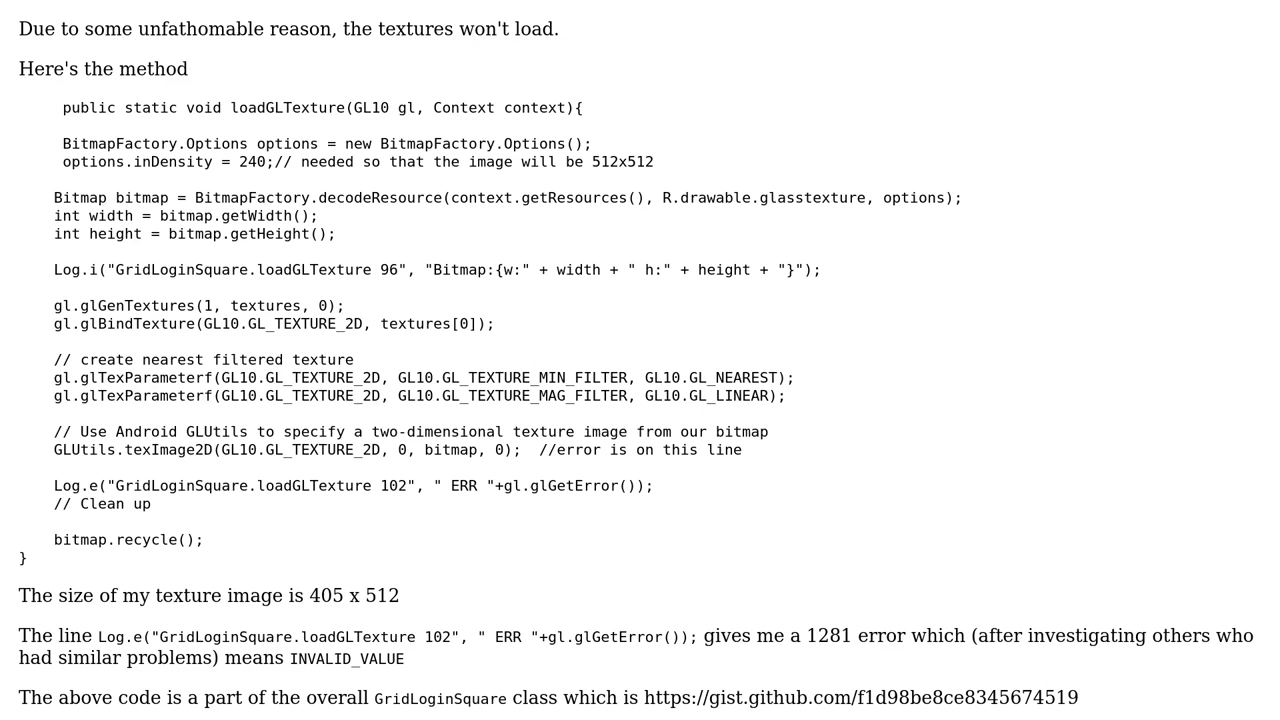 Due to some unfathomable reason, the textures won't load.
Here's the method
public static void loadGLTexture(GL10 gl, Context context){
BitmapFactory.Options options = new BitmapFactory.Options();
options.inDensity = 240;// needed so that the image will be 512x512
Bitmap bitmap = BitmapFactory.decodeResource(context.getResources(), R.drawable.glasstexture, options);
int width = bitmap.getWidth();
int height = bitmap.getHeight();
Log.i("GridLoginSquare.loadGLTexture 96", "Bitmap:{w:" + width + " h:" + height + "}");
gl.glGenTextures(1, textures, 0);
gl.glBindTexture(GL10.GL_TEXTURE_2D, textures[0]);
// create nearest filtered texture
gl.glTexParameterf(GL10.GL_TEXTURE_2D, GL10.GL_TEXTURE_MIN_FILTER, GL10.GL_NEAREST);
gl.glTexParameterf(GL10.GL_TEXTURE_2D, GL10.GL_TEXTURE_MAG_FILTER, GL10.GL_LINEAR);
// Use Android GLUtils to specify a two-dimensional texture image from our bitmap
GLUtils.texImage2D(GL10.GL_TEXTURE_2D, 0, bitmap, 0);  //error is on this line
Log.e("GridLoginSquare.loadGLTexture 102", " ERR "+gl.glGetError());
// Clean up
bitmap.recycle();
}
The size of my texture image is 405 x 512
The line Log.e("GridLoginSquare.loadGLTexture 102", " ERR "+gl.glGetError()); gives me a 1281 error which (after investigating others who
had similar problems) means INVALID_VALUE
The above code is a part of the overall GridLoginSquare class which is https://gist.github.com/f1d98be8ce8345674519